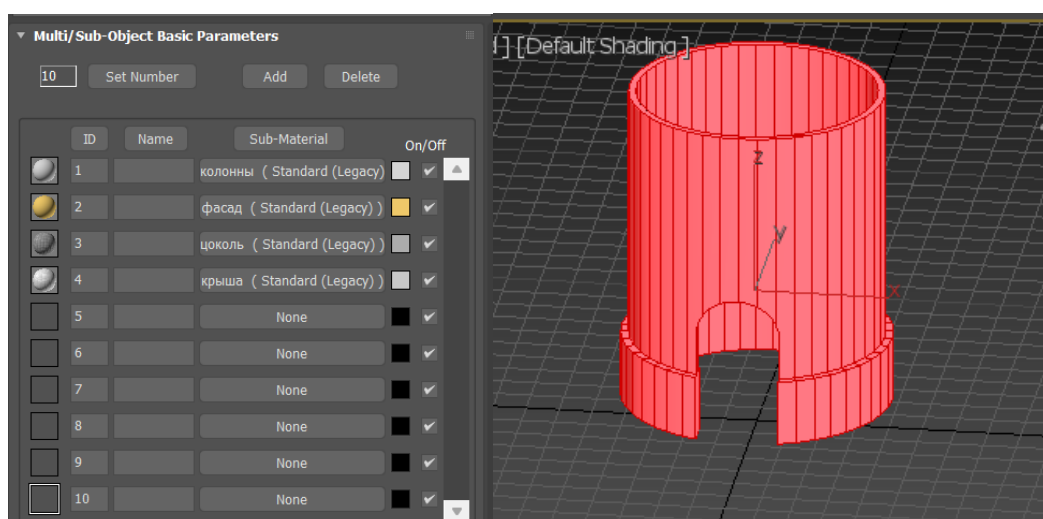 Multi/Sub-Object Basic Parameters
10 Set Number Add Delete
ID Name Sub-Material On/Off
1 колонны ( Standard (Legacy)
2 фасад ( Standard (Legacy) )
3 цоколь ( Standard (Legacy) )
4 крыша ( Standard (Legacy) )
5 None
6 None
7 None
8 None
9 None
10 None
] [Default Shading ]
z
y
x